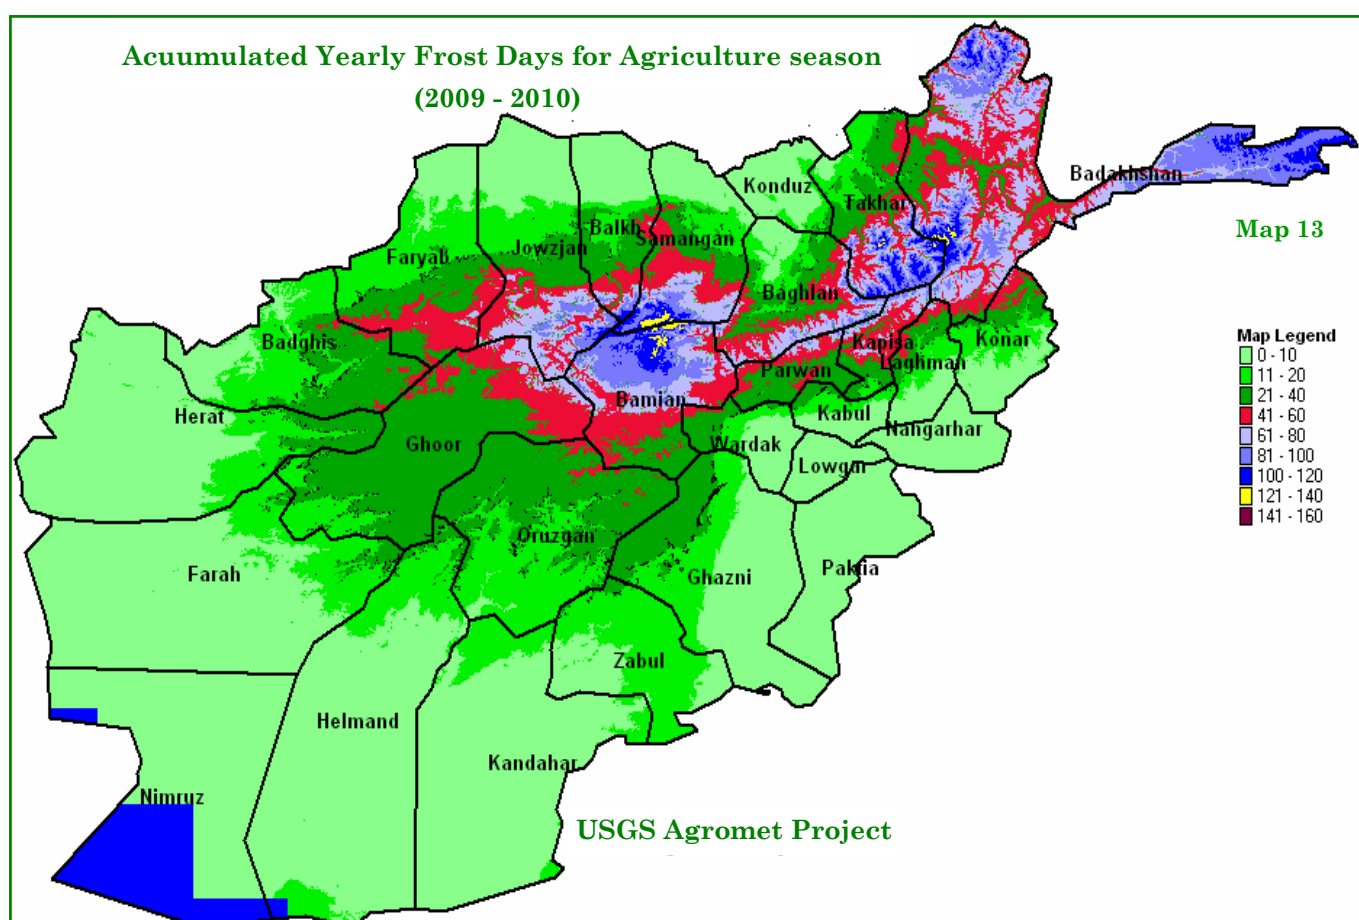 Acuumulated Yearly Frost Days for Agriculture season
(2009 - 2010)
Badakhshan
Konduz
Takhar
Map 13
Balkh
Samangan
Jowzjan
Faryab
Baghlan
Badghis
Kapisa
Konar
Laghman
Parwan
Map Legend
0 - 10
11 - 20
21 - 40
41 - 60
61 - 80
81 - 100
100 - 120
121 - 140
141 - 160
Bamian
Herat
Kabul
Ghoor
Wardak
Nangarhar
Lowgar
Oruzgan
Farah
Ghazni
Paktia
Zabul
Helmand
Kandahar
Nimruz
USGS Agromet Project